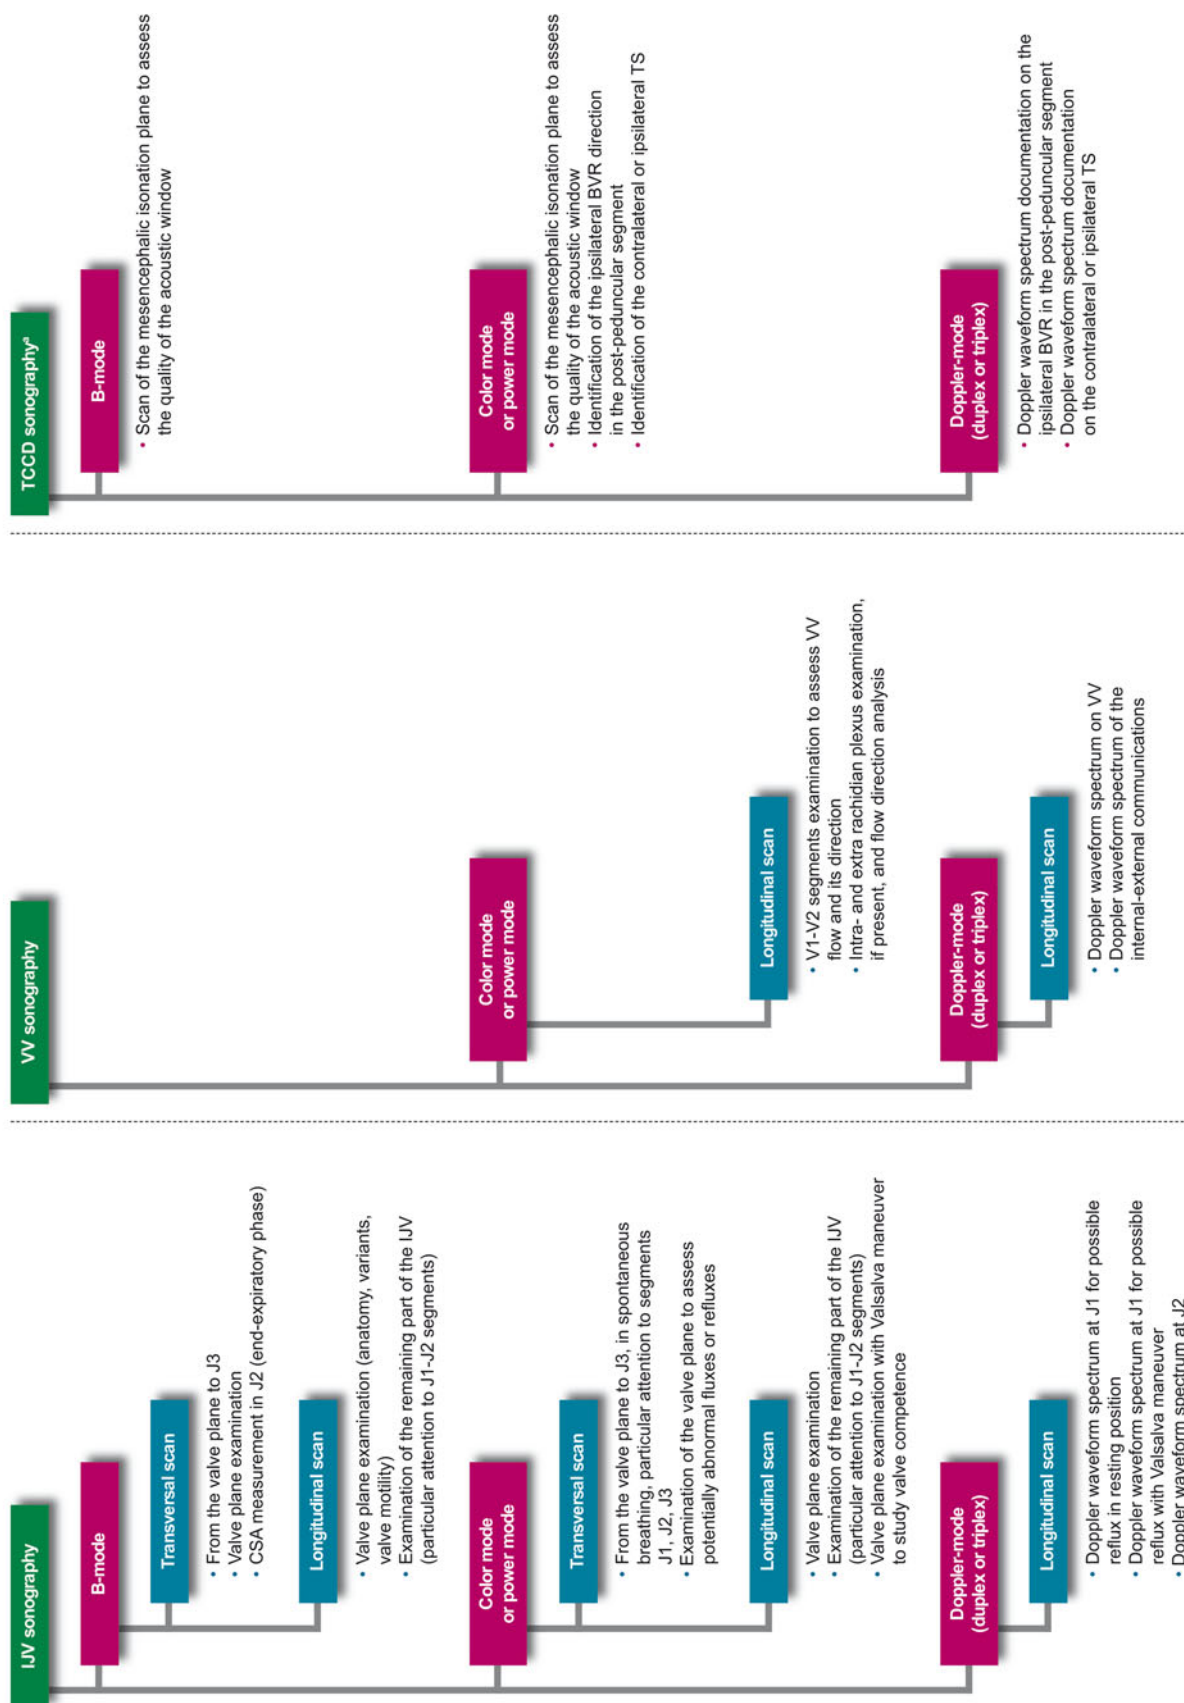 IJV sonography
B-mode
Transversal scan
• From the valve plane to J3
• Valve plane examination
• CSA measurement in J2 (end-expiratory phase)
Longitudinal scan
• Valve plane examination (anatomy, variants,
valve motility)
• Examination of the remaining part of the IJV
(particular attention to J1-J2 segments)
Color mode
or power mode
Transversal scan
• From the valve plane to J3, in spontaneous
breathing, particular attention to segments
J1, J2, J3
• Examination of the valve plane to assess
potentially abnormal fluxes or refluxes
Longitudinal scan
• Valve plane examination
• Examination of the remaining part of the IJV
(particular attention to J1-J2 segments)
• Valve plane examination with Valsalva maneuver
to study valve competence
Doppler-mode
(duplex or triplex)
Longitudinal scan
• Doppler waveform spectrum at J1 for possible
reflux in resting position
• Doppler waveform spectrum at J1 for possible
reflux with Valsalva maneuver
• Doppler waveform spectrum at J2
VV sonography
Color mode
or power mode
Longitudinal scan
• V1-V2 segments examination to assess VV
flow and its direction
• Intra- and extra rachidian plexus examination,
if present, and flow direction analysis
Doppler-mode
(duplex or triplex)
Longitudinal scan
• Doppler waveform spectrum on VV
• Doppler waveform spectrum of the
internal-external communications
TCCD sonographyª
B-mode
• Scan of the mesencephalic isonation plane to assess
the quality of the acoustic window
Color mode
or power mode
• Scan of the mesencephalic isonation plane to assess
the quality of the acoustic window
• Identification of the ipsilateral BVR direction
in the post-peduncular segment
• Identification of the contralateral or ipsilateral TS
Doppler-mode
(duplex or triplex)
• Doppler waveform spectrum documentation on the
ipsilateral BVR in the post-peduncular segment
• Doppler waveform spectrum documentation
on the contralateral or ipsilateral TS